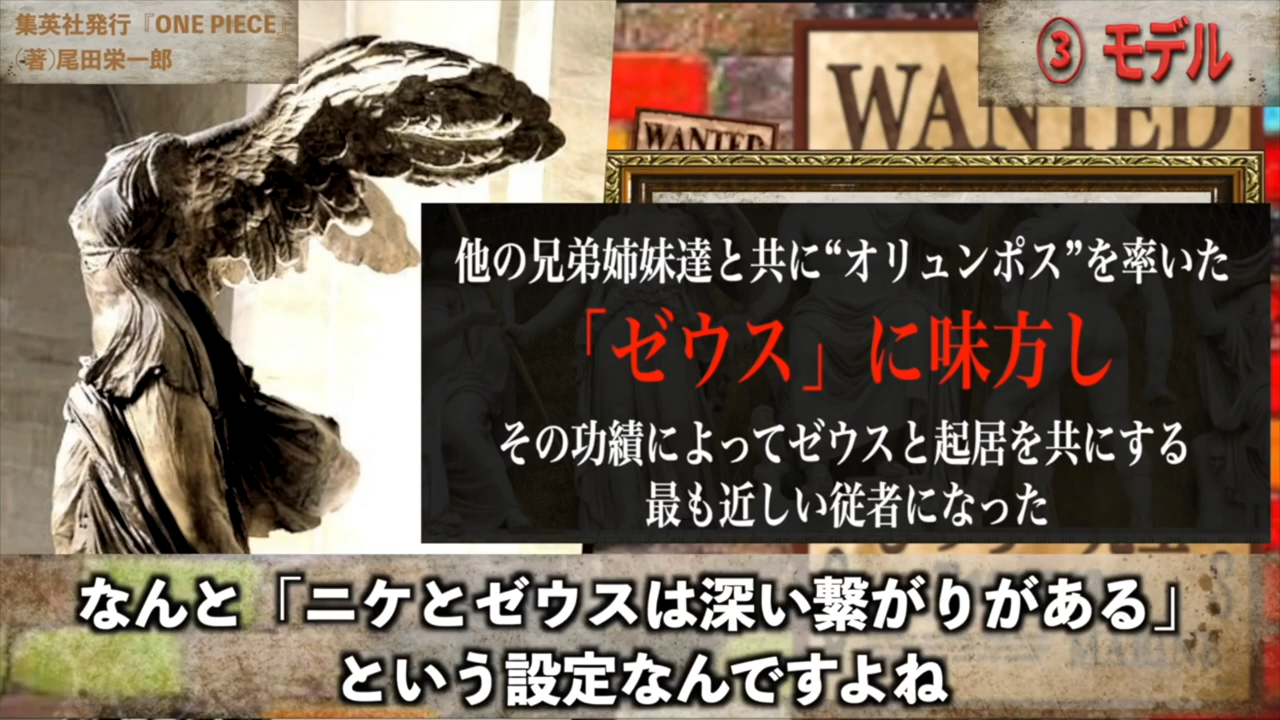 集英社発行『ONE PIECE』
(著)尾田栄一郎
③ モデル
WANTED
WANTED
他の兄弟姉妹達と共に“オリュンポス”を率いた
「ゼウス」に味方し
その功績によってゼウスと起居を共にする
最も近しい従者になった
なんと「ニケとゼウスは深い繋がりがある」
という設定なんですよね